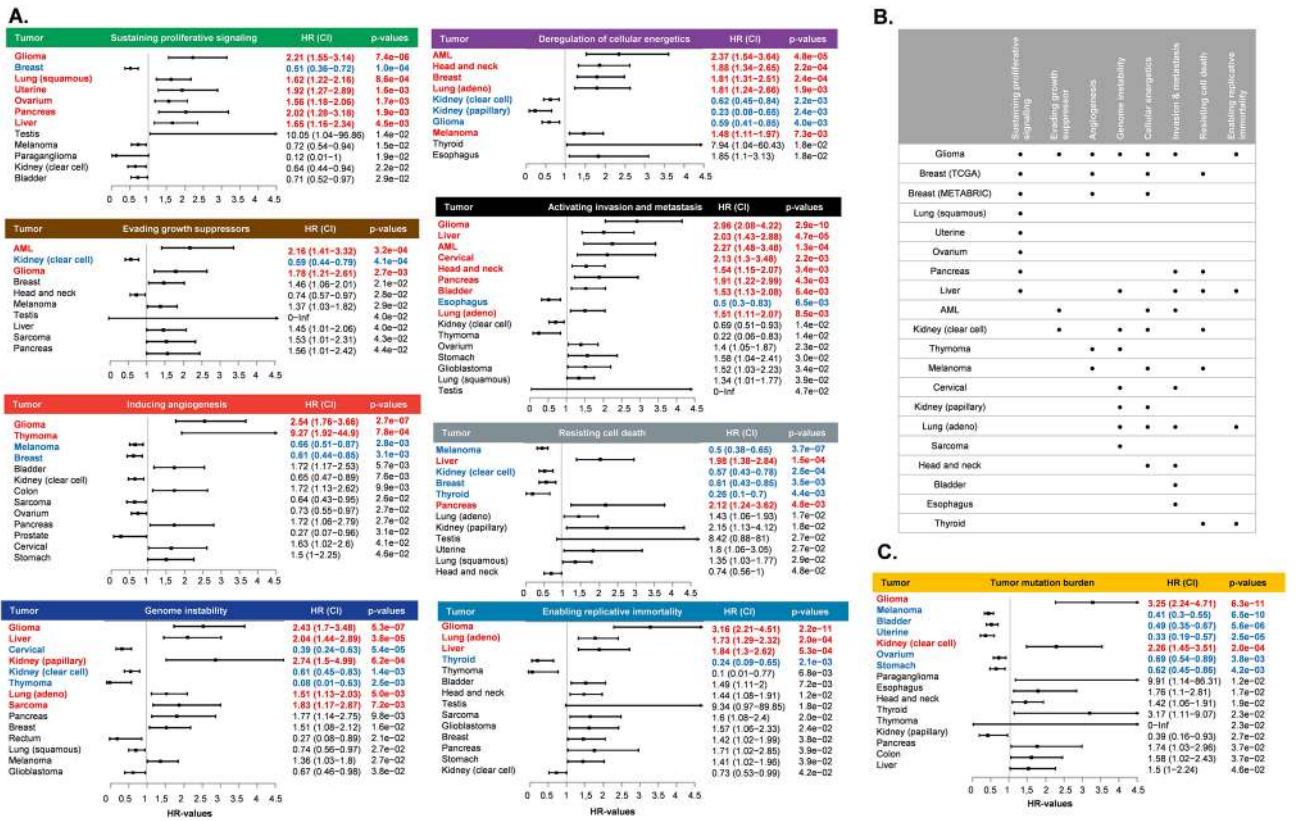 A.
Tumor Sustaining proliferative signaling HR (CI) p-values
Glioma 2.21 (1.55–3.14) 7.4e−06
Breast 0.51 (0.36–0.72) 1.0e−04
Lung (squamous) 1.62 (1.22–2.16) 8.6e−04
Uterine 1.92 (1.27–2.89) 1.6e−03
Ovarium 1.56 (1.18–2.06) 1.7e−03
Pancreas 2.02 (1.28–3.18) 1.9e−03
Liver 1.65 (1.16–2.34) 4.5e−03
Testis 10.05 (1.04–96.86) 1.4e−02
Melanoma 0.72 (0.54–0.94) 1.5e−02
Paraganglioma 0.12 (0.01–1) 1.9e−02
Kidney (clear cell) 0.64 (0.44–0.94) 2.2e−02
Bladder 0.71 (0.52–0.97) 2.9e−02
0 0.5 1 1.5 2 2.5 3 3.5 4 4.5
Tumor Evading growth suppressors HR (CI) p-values
AML 2.16 (1.41–3.32) 3.2e−04
Kidney (clear cell) 0.59 (0.44–0.79) 4.1e−04
Glioma 1.78 (1.21–2.61) 2.7e−03
Breast 1.46 (1.06–2.01) 2.1e−02
Head and neck 0.74 (0.57–0.97) 2.8e−02
Melanoma 1.37 (1.03–1.82) 2.9e−02
Testis 0−Inf 4.0e−02
Liver 1.45 (1.01–2.06) 4.0e−02
Sarcoma 1.53 (1.01–2.31) 4.3e−02
Pancreas 1.56 (1.01–2.42) 4.4e−02
0 0.5 1 1.5 2 2.5 3 3.5 4 4.5
Tumor Inducing angiogenesis HR (CI) p-values
Glioma 2.54 (1.76–3.66) 2.7e−07
Thymoma 9.27 (1.92–44.9) 7.8e−04
Melanoma 0.66 (0.51–0.87) 2.8e−03
Breast 0.61 (0.44–0.85) 3.1e−03
Bladder 1.72 (1.17–2.53) 5.7e−03
Kidney (clear cell) 0.65 (0.47–0.89) 7.6e−03
Colon 1.72 (1.13–2.62) 9.9e−03
Sarcoma 0.64 (0.43–0.95) 2.6e−02
Ovarium 0.73 (0.55–0.97) 2.7e−02
Pancreas 1.72 (1.06–2.79) 2.7e−02
Prostate 0.27 (0.07–0.96) 3.1e−02
Cervical 1.63 (1.02–2.6) 4.1e−02
Stomach 1.5 (1–2.25) 4.6e−02
0 0.5 1 1.5 2 2.5 3 3.5 4 4.5
Tumor Genome instability HR (CI) p-values
Glioma 2.43 (1.7–3.48) 5.3e−07
Liver 2.04 (1.44–2.89) 3.8e−05
Cervical 0.39 (0.24–0.63) 5.4e−05
Kidney (papillary) 2.74 (1.5–4.99) 6.2e−04
Kidney (clear cell) 0.61 (0.45–0.83) 1.4e−03
Thymoma 0.08 (0.01–0.63) 2.5e−03
Lung (adeno) 1.51 (1.13–2.03) 5.0e−03
Sarcoma 1.83 (1.17–2.87) 7.2e−03
Pancreas 1.77 (1.14–2.75) 9.8e−03
Breast 1.51 (1.08–2.12) 1.6e−02
Rectum 0.27 (0.08–0.89) 2.1e−02
Lung (squamous) 0.74 (0.56–0.97) 2.7e−02
Melanoma 1.36 (1.03–1.8) 2.7e−02
Glioblastoma 0.67 (0.46–0.98) 3.8e−02
0 0.5 1 1.5 2 2.5 3 3.5 4 4.5
HR-values
Tumor Deregulation of cellular energetics HR (CI) p-values
AML 2.37 (1.54–3.64) 4.8e−05
Head and neck 1.88 (1.34–2.65) 2.2e−04
Breast 1.81 (1.31–2.51) 2.4e−04
Lung (adeno) 1.81 (1.24–2.66) 1.9e−03
Kidney (clear cell) 0.62 (0.45–0.84) 2.2e−03
Kidney (papillary) 0.23 (0.08–0.65) 2.4e−03
Glioma 0.59 (0.41–0.85) 4.0e−03
Melanoma 1.48 (1.11–1.97) 7.3e−03
Thyroid 7.94 (1.04–60.43) 1.8e−02
Esophagus 1.85 (1.1–3.13) 1.8e−02
0 0.5 1 1.5 2 2.5 3 3.5 4 4.5
Tumor Activating invasion and metastasis HR (CI) p-values
Glioma 2.96 (2.08–4.22) 2.9e−10
Liver 2.03 (1.43–2.88) 4.7e−05
AML 2.27 (1.48–3.48) 1.3e−04
Cervical 2.13 (1.3–3.48) 2.2e−03
Head and neck 1.54 (1.15–2.07) 3.4e−03
Pancreas 1.91 (1.22–2.99) 4.3e−03
Bladder 1.53 (1.13–2.08) 6.4e−03
Esophagus 0.5 (0.3–0.83) 6.5e−03
Lung (adeno) 1.51 (1.11–2.07) 8.5e−03
Kidney (clear cell) 0.69 (0.51–0.93) 1.4e−02
Thymoma 0.22 (0.06–0.83) 1.4e−02
Ovarium 1.4 (1.05–1.87) 2.3e−02
Stomach 1.58 (1.04–2.41) 3.0e−02
Glioblastoma 1.52 (1.03–2.23) 3.4e−02
Lung (squamous) 1.34 (1.01–1.77) 3.9e−02
Testis 0−Inf 4.7e−02
0 0.5 1 1.5 2 2.5 3 3.5 4 4.5
Tumor Resisting cell death HR (CI) p-values
Melanoma 0.5 (0.38–0.65) 3.7e−07
Liver 1.98 (1.38–2.84) 1.5e−04
Kidney (clear cell) 0.57 (0.43–0.78) 2.5e−04
Breast 0.61 (0.43–0.85) 3.5e−03
Thyroid 0.26 (0.1–0.7) 4.4e−03
Pancreas 2.12 (1.24–3.62) 4.8e−03
Lung (adeno) 1.43 (1.06–1.93) 1.7e−02
Kidney (papillary) 2.15 (1.13–4.12) 1.8e−02
Testis 8.42 (0.88–81) 2.7e−02
Uterine 1.8 (1.06–3.05) 2.7e−02
Lung (squamous) 1.35 (1.03–1.77) 2.9e−02
Head and neck 0.74 (0.56–1) 4.8e−02
0 0.5 1 1.5 2 2.5 3 3.5 4 4.5
Tumor Enabling replicative immortality HR (CI) p-values
Glioma 3.16 (2.21–4.51) 2.2e−11
Lung (adeno) 1.73 (1.29–2.32) 2.0e−04
Liver 1.84 (1.3–2.62) 5.3e−04
Thyroid 0.24 (0.09–0.65) 2.1e−03
Thymoma 0.1 (0.01–0.77) 6.8e−03
Bladder 1.49 (1.11–2) 7.2e−03
Head and neck 1.44 (1.08–1.91) 1.2e−02
Testis 9.34 (0.97–89.85) 1.8e−02
Sarcoma 1.6 (1.08–2.4) 2.0e−02
Glioblastoma 1.57 (1.06–2.33) 2.4e−02
Breast 1.42 (1.02–1.99) 3.8e−02
Pancreas 1.71 (1.02–2.85) 3.9e−02
Stomach 1.41 (1.02–1.96) 3.9e−02
Kidney (clear cell) 0.73 (0.53–0.99) 4.2e−02
0 0.5 1 1.5 2 2.5 3 3.5 4 4.5
HR-values
B.
Sustaining proliferative signaling
Evading growth suppressor
Angiogenesis
Genome instability
Cellular energetics
Invasion & metastasis
Resisting cell death
Enabling replicative immortality
Glioma
Breast (TCGA)
Breast (METABRIC)
Lung (squamous)
Uterine
Ovarium
Pancreas
Liver
AML
Kidney (clear cell)
Thymoma
Melanoma
Cervical
Kidney (papillary)
Lung (adeno)
Sarcoma
Head and neck
Bladder
Esophagus
Thyroid
C.
Tumor Tumor mutation burden HR (CI) p-values
Glioma 3.25 (2.24–4.71) 6.3e−11
Melanoma 0.41 (0.3–0.55) 6.5e−10
Bladder 0.49 (0.35–0.67) 5.6e−06
Uterine 0.33 (0.19–0.57) 2.5e−05
Kidney (clear cell) 2.26 (1.45–3.51) 2.0e−04
Ovarium 0.69 (0.54–0.89) 3.8e−03
Stomach 0.62 (0.45–0.86) 4.2e−03
Paraganglioma 9.91 (1.14–86.31) 1.2e−02
Esophagus 1.76 (1.1–2.81) 1.7e−02
Head and neck 1.42 (1.06–1.91) 1.9e−02
Thyroid 3.17 (1.11–9.07) 2.3e−02
Thymoma 0−Inf 2.3e−02
Kidney (papillary) 0.39 (0.16–0.93) 2.7e−02
Pancreas 1.74 (1.03–2.96) 3.7e−02
Colon 1.58 (1.02–2.43) 3.7e−02
Liver 1.5 (1–2.24) 4.6e−02
0 0.5 1 1.5 2 2.5 3 3.5 4 4.5
HR-values